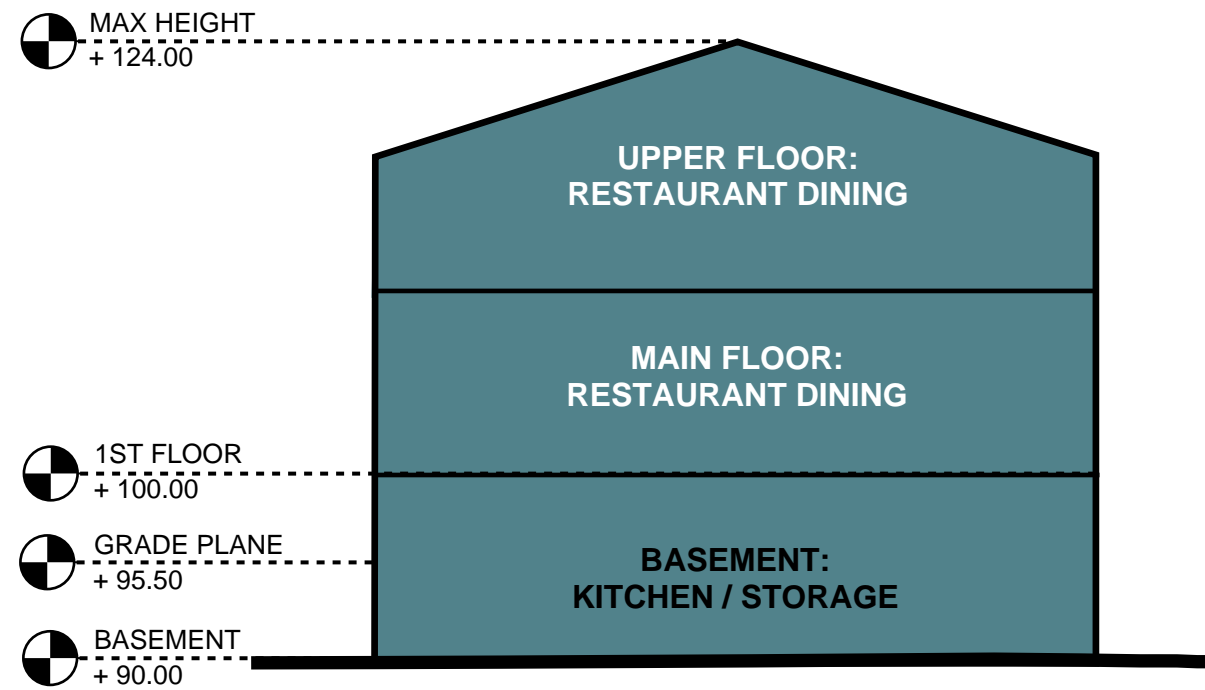 MAX HEIGHT
+ 124.00
UPPER FLOOR:
RESTAURANT DINING
MAIN FLOOR:
RESTAURANT DINING
1ST FLOOR
+ 100.00
GRADE PLANE
+ 95.50
BASEMENT:
KITCHEN / STORAGE
BASEMENT
+ 90.00